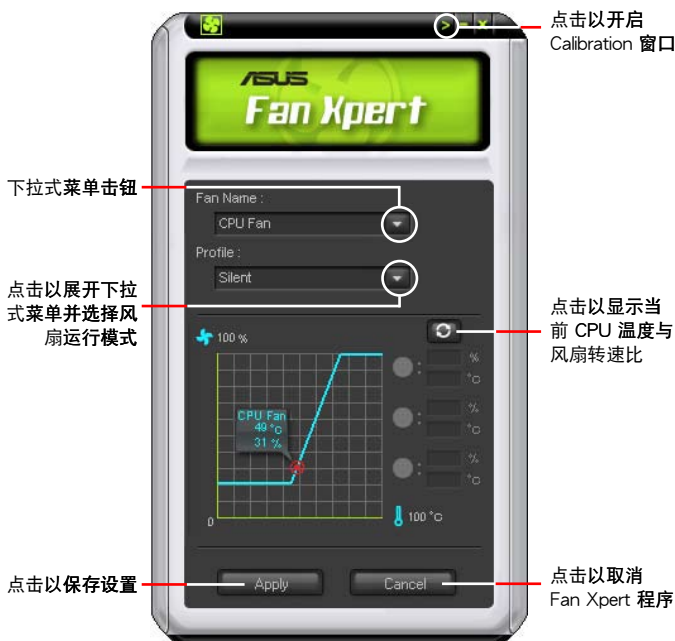 点击以开启
Calibration 窗口
ASUS
Fan Xpert
下拉式菜单击钮
Fan Name :
CPU Fan
Profile :
Silent
点击以展开下拉
式菜单并选择风
扇运行模式
点击以显示当
前 CPU 温度与
风扇转速比
100 %
: %
°C
CPU Fan
49 °C
31 %
: %
°C
: %
°C
0
100 °C
点击以保存设置
Apply
Cancel
点击以取消
Fan Xpert 程序